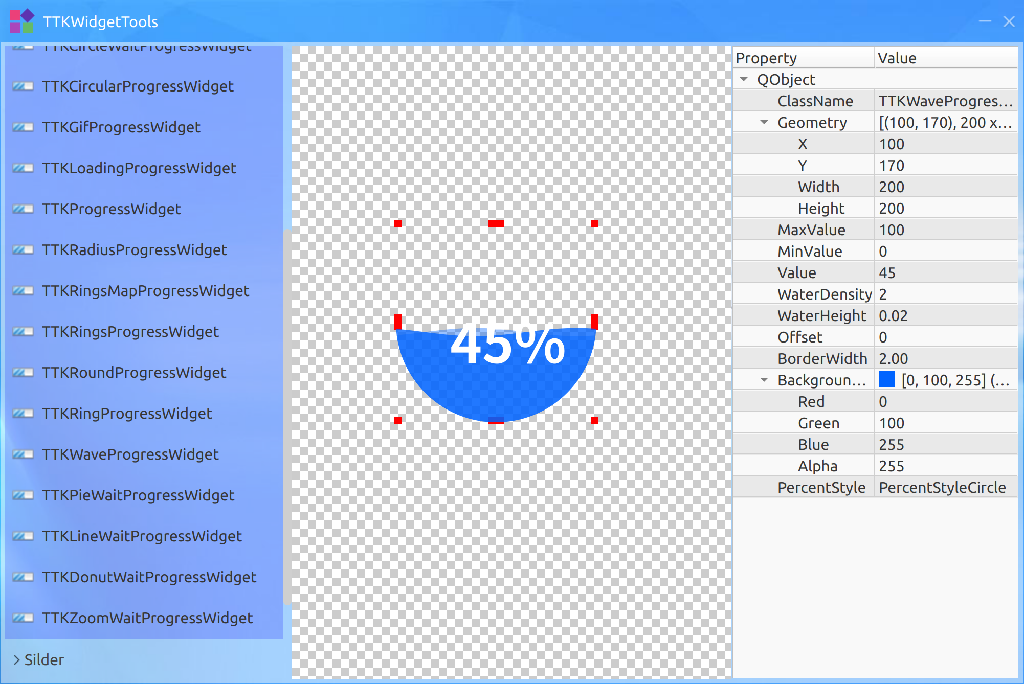 TTKWidgetTools
TTKCircleWaitProgressWidget
TTKCircularProgressWidget
TTKGifProgressWidget
TTKLoadingProgressWidget
TTKProgressWidget
TTKRadiusProgressWidget
TTKRingsMapProgressWidget
TTKRingsProgressWidget
TTKRoundProgressWidget
TTKRingProgressWidget
TTKWaveProgressWidget
TTKPieWaitProgressWidget
TTKLineWaitProgressWidget
TTKDonutWaitProgressWidget
TTKZoomWaitProgressWidget
Silder
45%
Property Value
QObject
ClassName TTKWaveProgres...
Geometry [(100, 170), 200 x...
X 100
Y 170
Width 200
Height 200
MaxValue 100
MinValue 0
Value 45
WaterDensity 2
WaterHeight 0.02
Offset 0
BorderWidth 2.00
Backgroun... [0, 100, 255] (...
Red 0
Green 100
Blue 255
Alpha 255
PercentStyle PercentStyleCircle